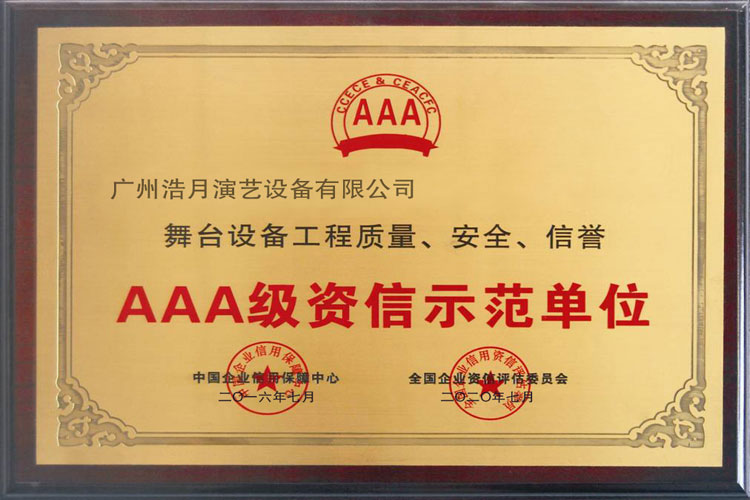 CCECE & CEACFC
AAA
广州浩月演艺设备有限公司
舞台设备工程质量、安全、信誉
AAA级资信示范单位
中国企业信用保障中心
全国企业资信评估委员会
二〇一六年七月
二〇二〇年七月